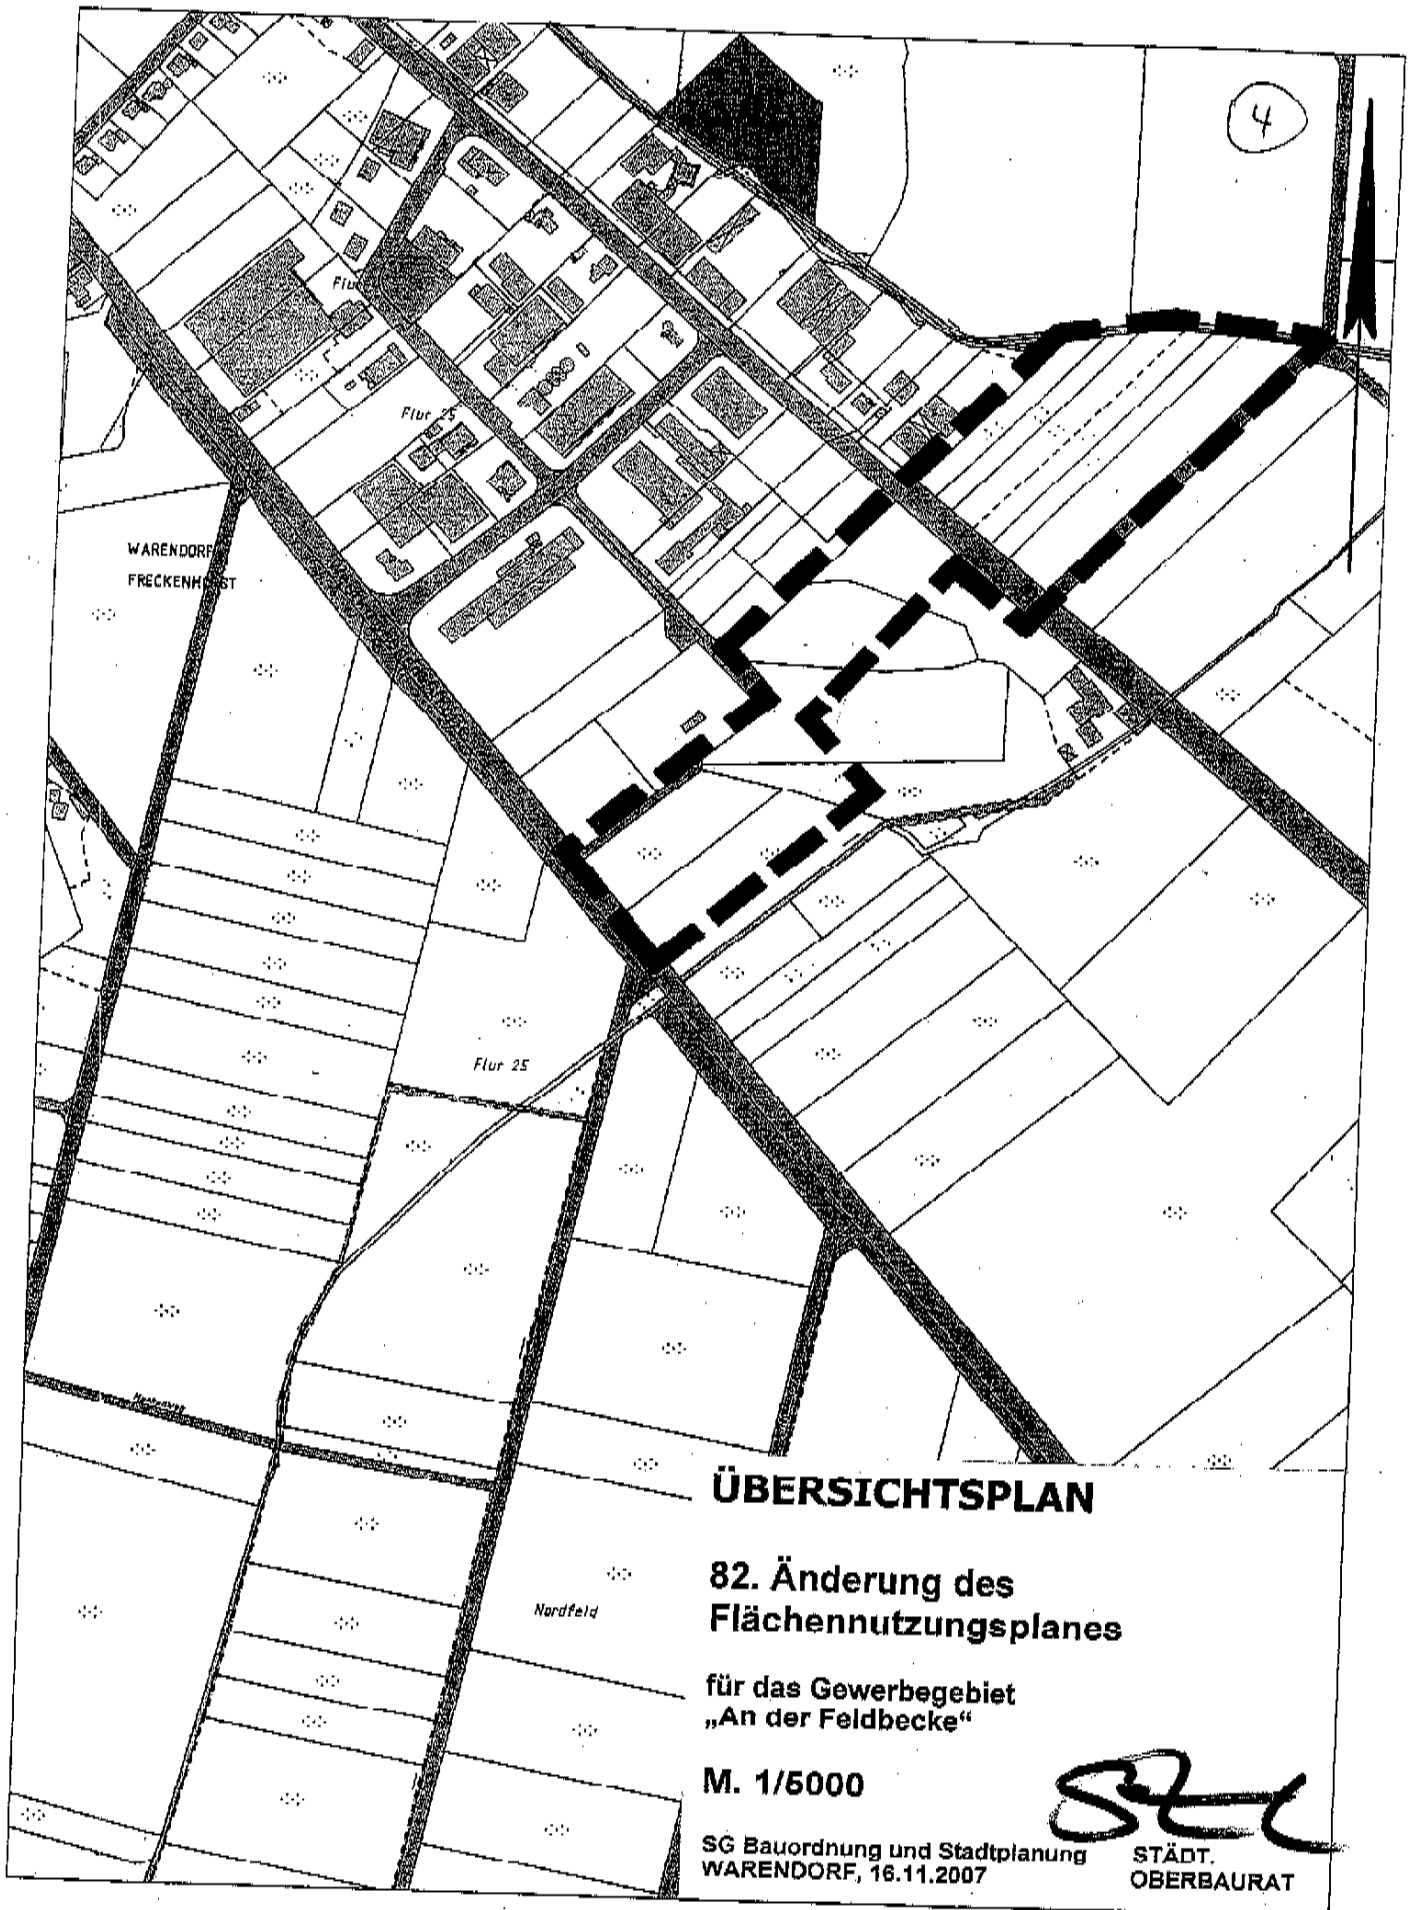 4
Flur 25
WARENDORF
FRECKENHORST
Flur 25
Nordfeld
ÜBERSICHTSPLAN
82. Änderung des
Flächennutzungsplanes
für das Gewerbegebiet
„An der Feldbecke“
M. 1/5000
SG Bauordnung und Stadtplanung
WARENDORF, 16.11.2007
STÄDT.
OBERBAURAT